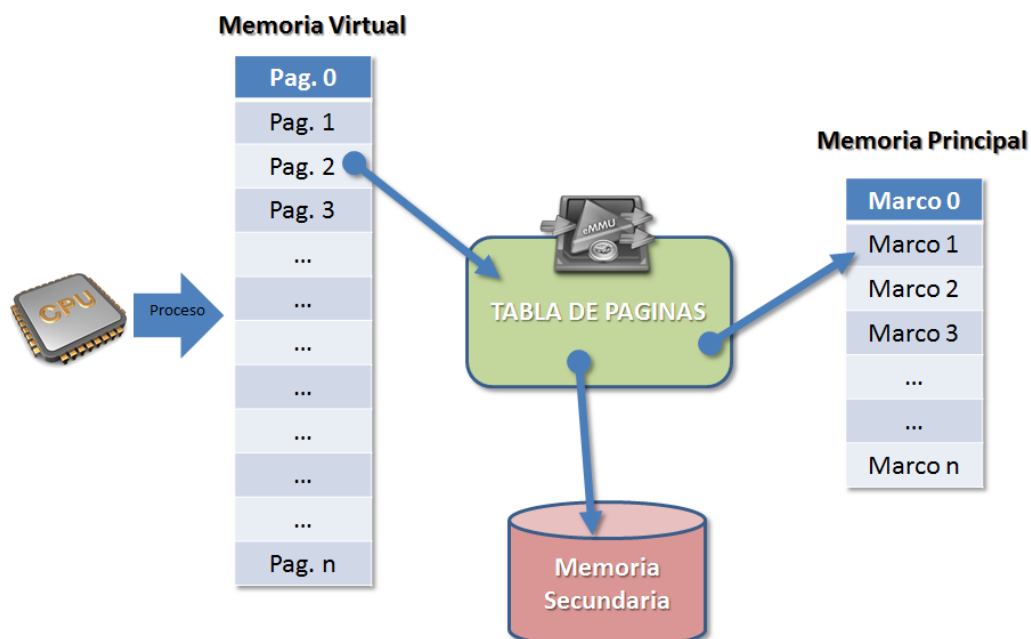 Memoria Virtual
Pag. 0
Pag. 1
Pag. 2
Pag. 3
...
...
...
...
...
...
...
Pag. n
CPU
Proceso
eMMU
TABLA DE PAGINAS
Memoria
Secundaria
Memoria Principal
Marco 0
Marco 1
Marco 2
Marco 3
...
...
Marco n